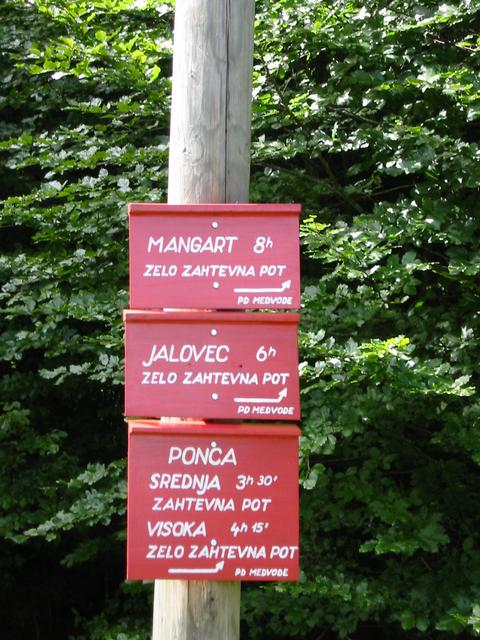 MANGART 8h
ZELO ZAHTEVNA POT
PD MEDVODE
JALOVEC 6h
ZELO ZAHTEVNA POT
PD MEDVODE
PONČA
SREDNJA 3h 30'
ZAHTEVNA POT
VISOKA 4h 15'
ZELO ZAHTEVNA POT
PD MEDVODE